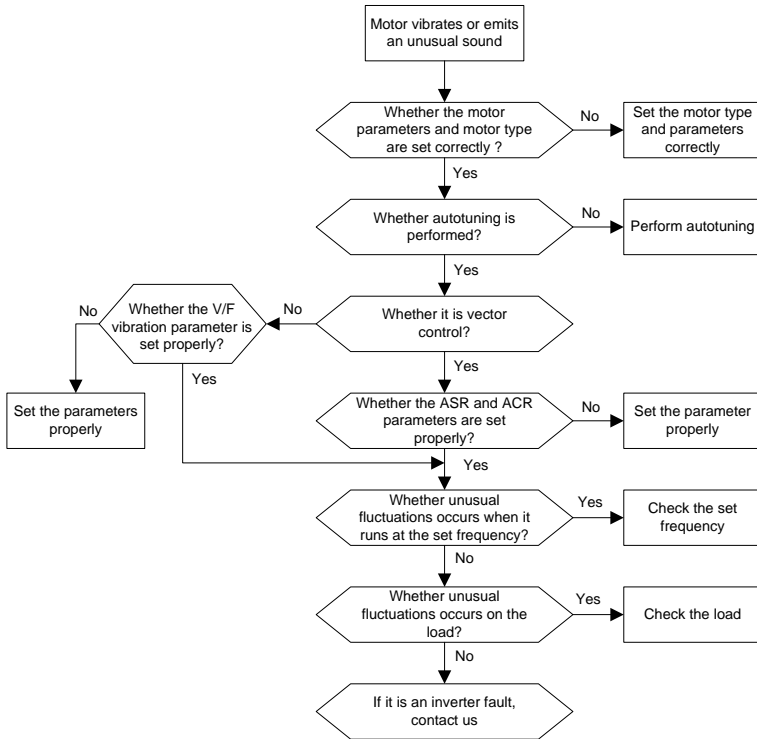 Motor vibrates or emits
an unusual sound
Whether the motor
parameters and motor type
are set correctly ?
No
Set the motor type
and parameters
correctly
Yes
Whether autotuning is
performed?
No
Perform autotuning
Yes
Whether it is vector
control?
No
Whether the V/F
vibration parameter is
set properly?
No
Set the parameters
properly
Yes
Yes
Whether the ASR and ACR
parameters are set
properly?
No
Set the parameter
properly
Yes
Whether unusual
fluctuations occurs when it
runs at the set frequency?
Yes
Check the set
frequency
No
Whether unusual
fluctuations occurs on the
load?
Yes
Check the load
No
If it is an inverter fault,
contact us